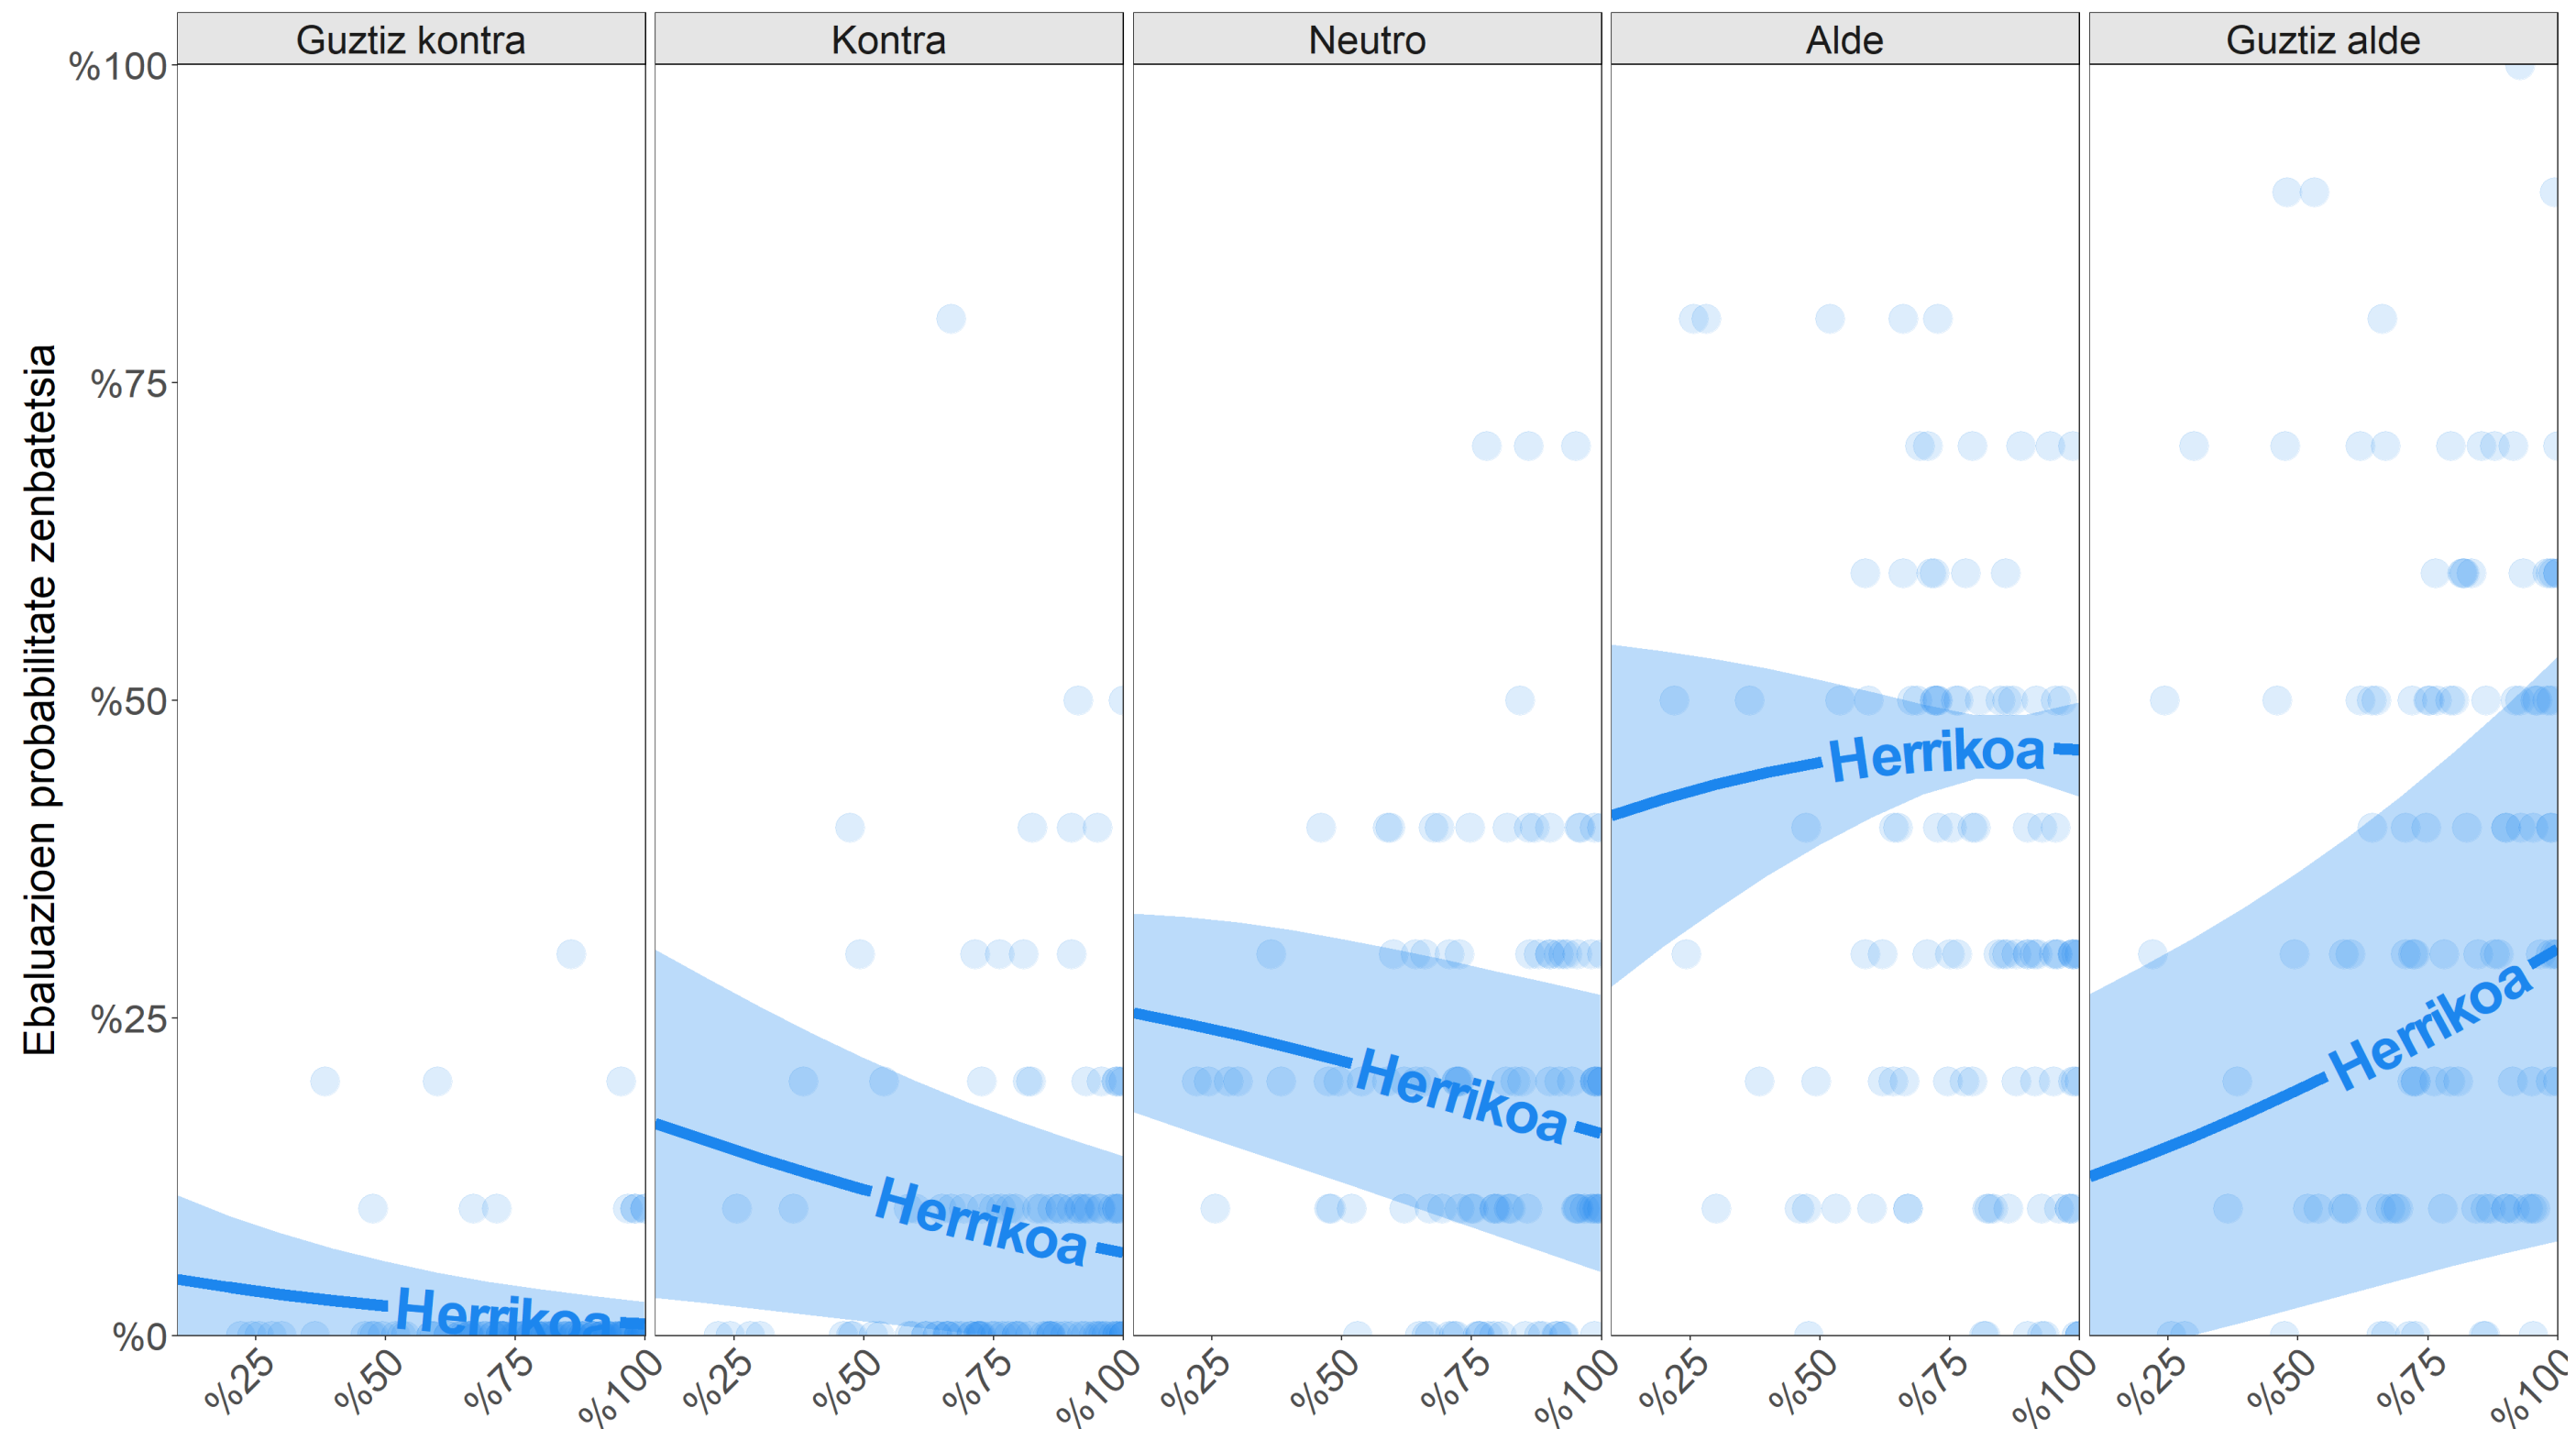 Guztiz kontra
Kontra
Neutro
Alde
Guztiz alde
Ebaluazioen probabilitate zenbatetsia
%100
%75
%50
%25
%0
Herrikoa
Herrikoa
Herrikoa
Herrikoa
Herrikoa
%25 %50 %75 %100
%25 %50 %75 %100
%25 %50 %75 %100
%25 %50 %75 %100
%25 %50 %75 %100